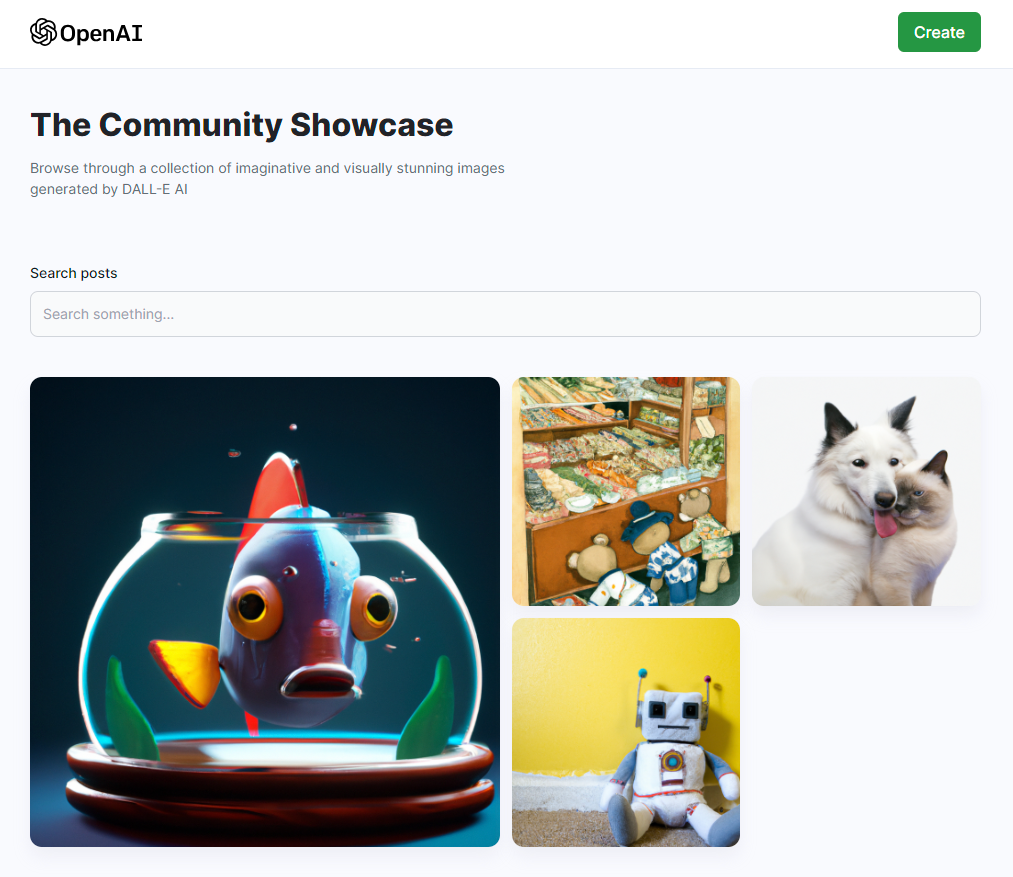 OpenAI
Create
The Community Showcase
Browse through a collection of imaginative and visually stunning images
generated by DALL-E AI
Search posts
Search something...